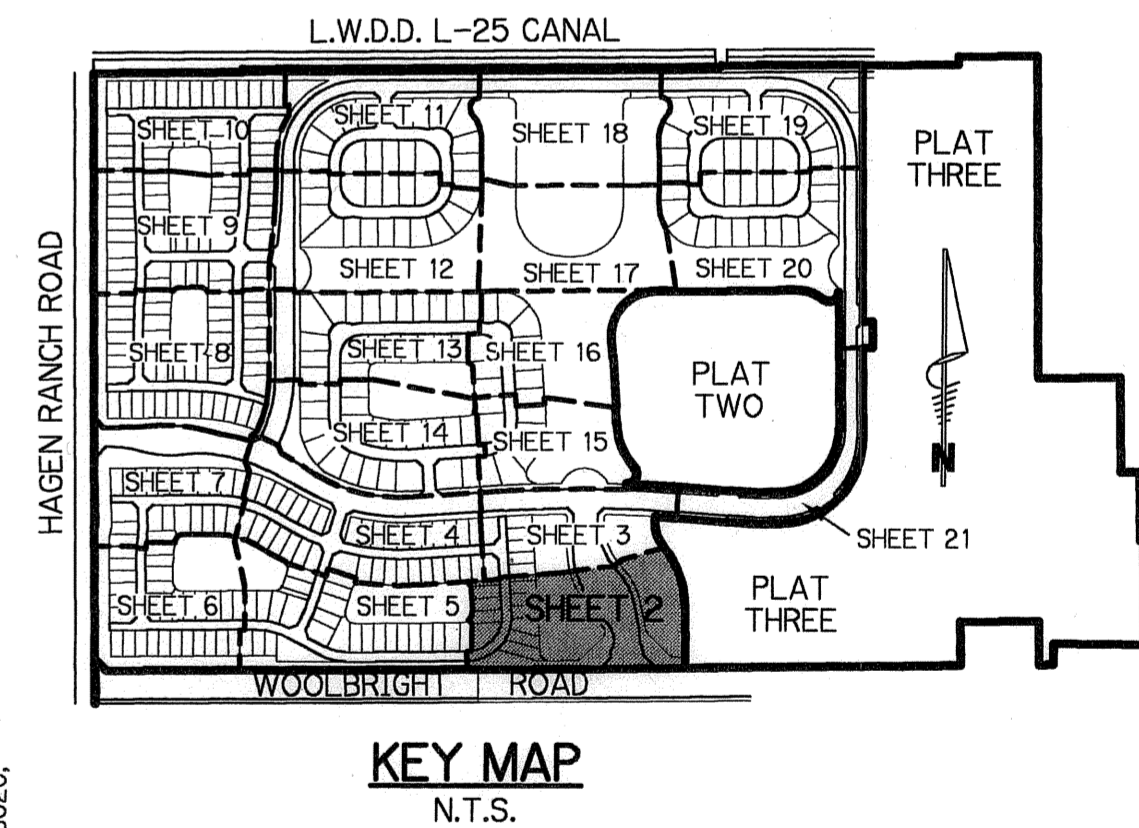 L.W.D.D. L-25 CANAL
SHEET 10
SHEET 11
SHEET 18
SHEET 19
PLAT
THREE
SHEET 9
SHEET 12
SHEET 17
SHEET 20
HAGEN RANCH ROAD
SHEET 8
SHEET 13
SHEET 16
PLAT
TWO
SHEET 14
SHEET 15
N
SHEET 7
SHEET 4
SHEET 3
SHEET 21
SHEET 6
SHEET 5
SHEET 2
PLAT
THREE
WOOLBRIGHT ROAD
KEY MAP
N.T.S.